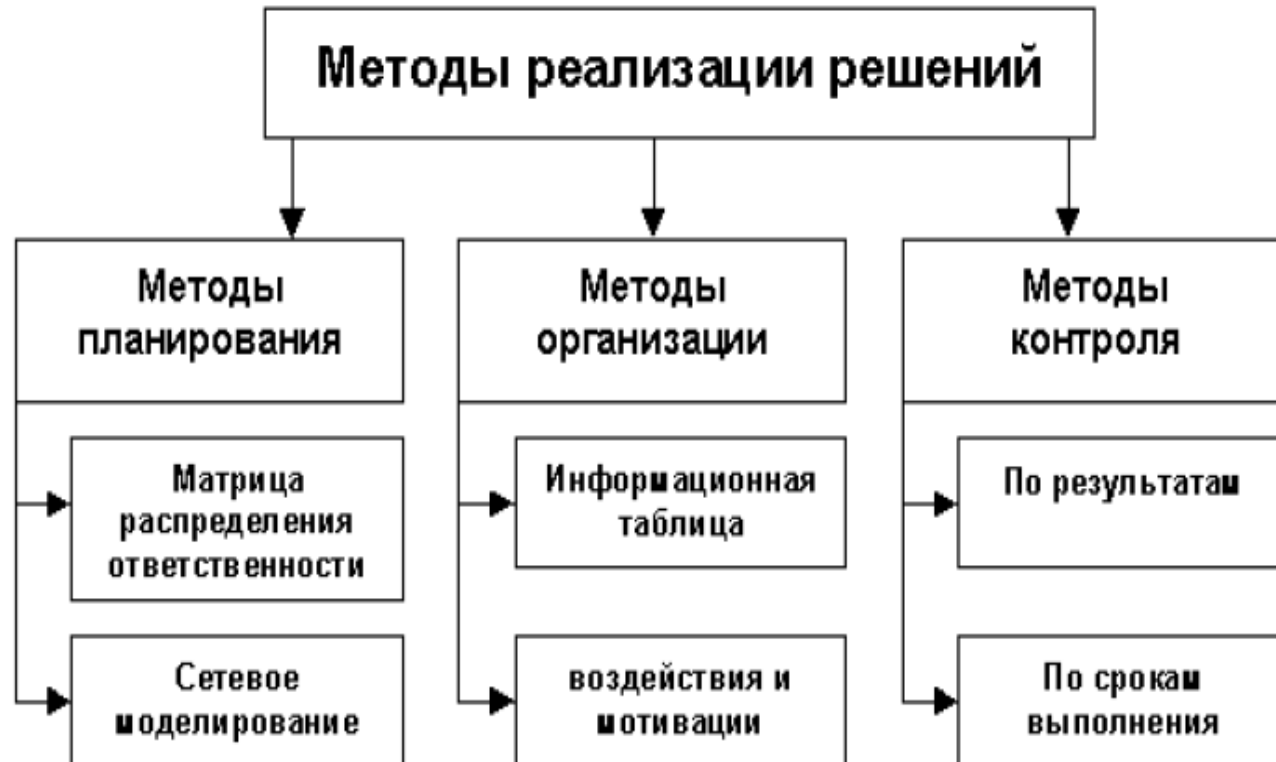 Методы реализации решений
Методы
планирования
Методы
организации
Методы
контроля
Матрица
распределения
ответственности
Информационная
таблица
По результатам
Сетевое
моделирование
воздействия и
мотивации
По срокам
выполнения